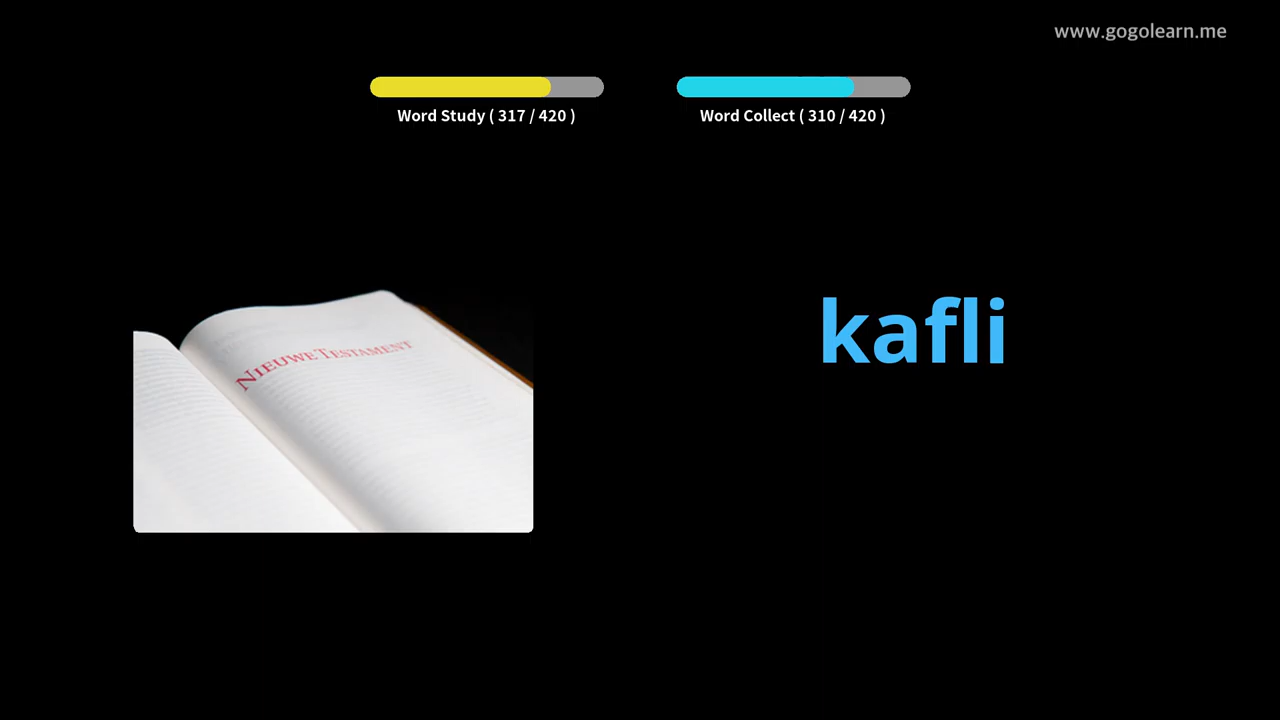 www.gogolearn.me
Word Study ( 317 / 420 )
Word Collect ( 310 / 420 )
NIEUWE TESTAMENT
kafli